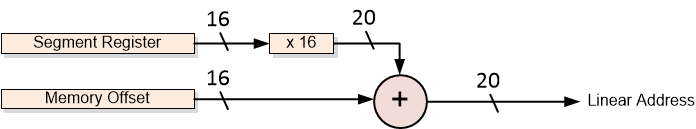 16
20
Segment Register
x 16
16
20
Memory Offset
+
Linear Address